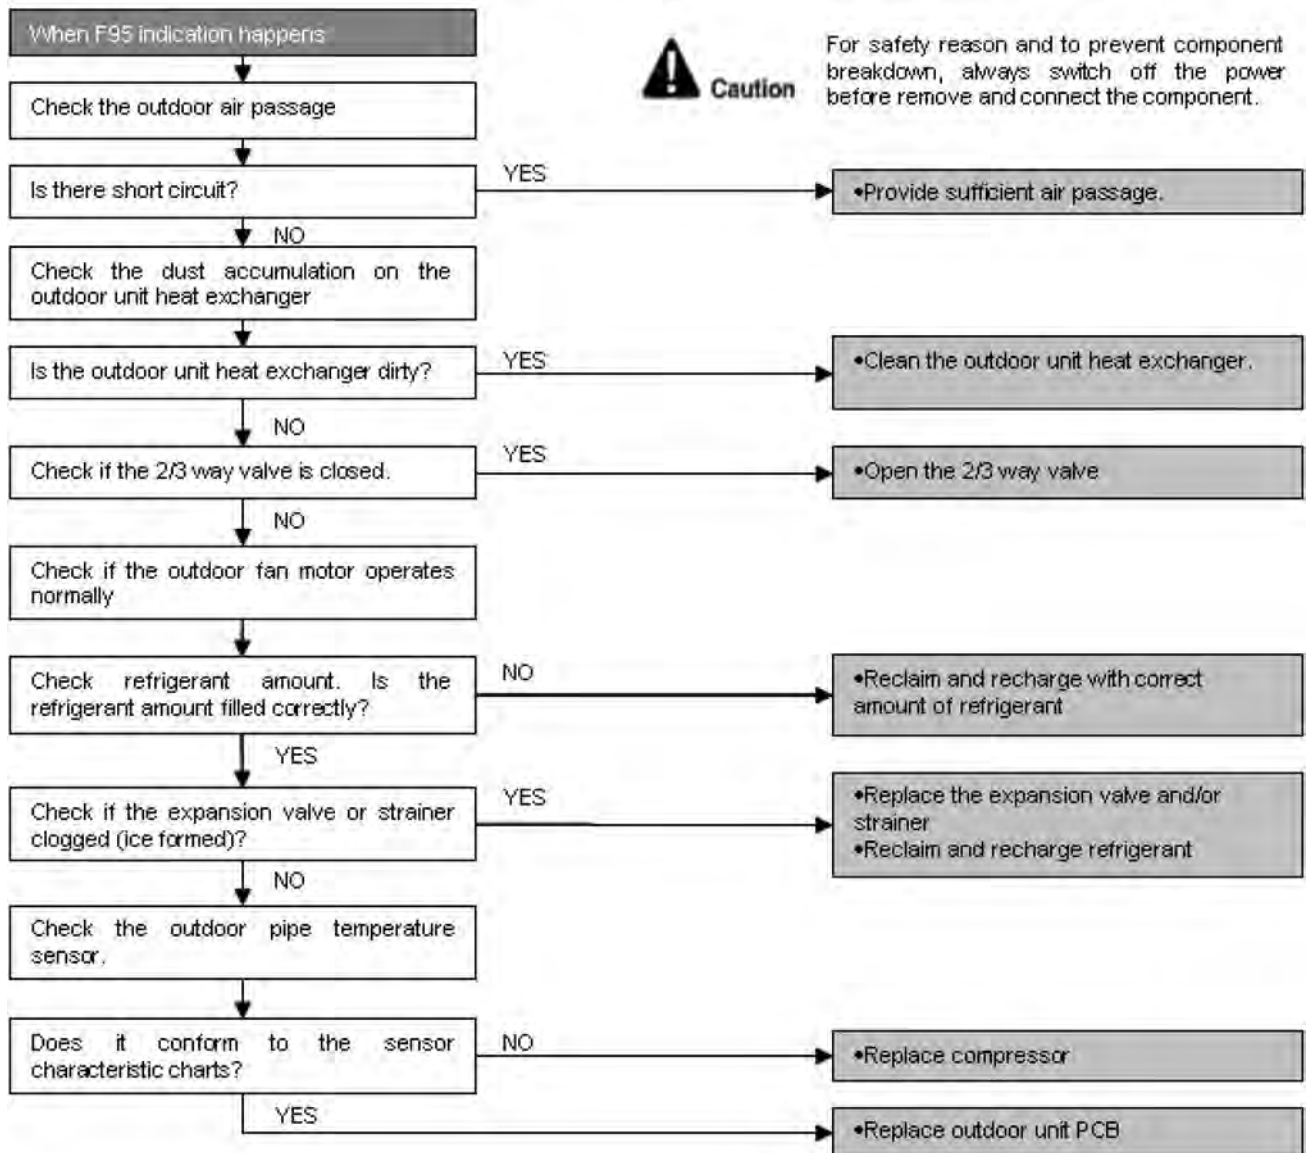 When F95 indication happens
For safety reason and to prevent component
breakdown, always switch off the power
before remove and connect the component.
Caution
Check the outdoor air passage
Is there short circuit?
YES
•Provide sufficient air passage.
NO
Check the dust accumulation on the
outdoor unit heat exchanger
Is the outdoor unit heat exchanger dirty?
YES
•Clean the outdoor unit heat exchanger.
NO
Check if the 2/3 way valve is closed.
YES
•Open the 2/3 way valve
NO
Check if the outdoor fan motor operates
normally
Check refrigerant amount. Is the
refrigerant amount filled correctly?
NO
•Reclaim and recharge with correct
amount of refrigerant
YES
Check if the expansion valve or strainer
clogged (ice formed)?
YES
•Replace the expansion valve and/or
strainer
•Reclaim and recharge refrigerant
NO
Check the outdoor pipe temperature
sensor.
Does it conform to the sensor
characteristic charts?
NO
•Replace compressor
YES
•Replace outdoor unit PCB